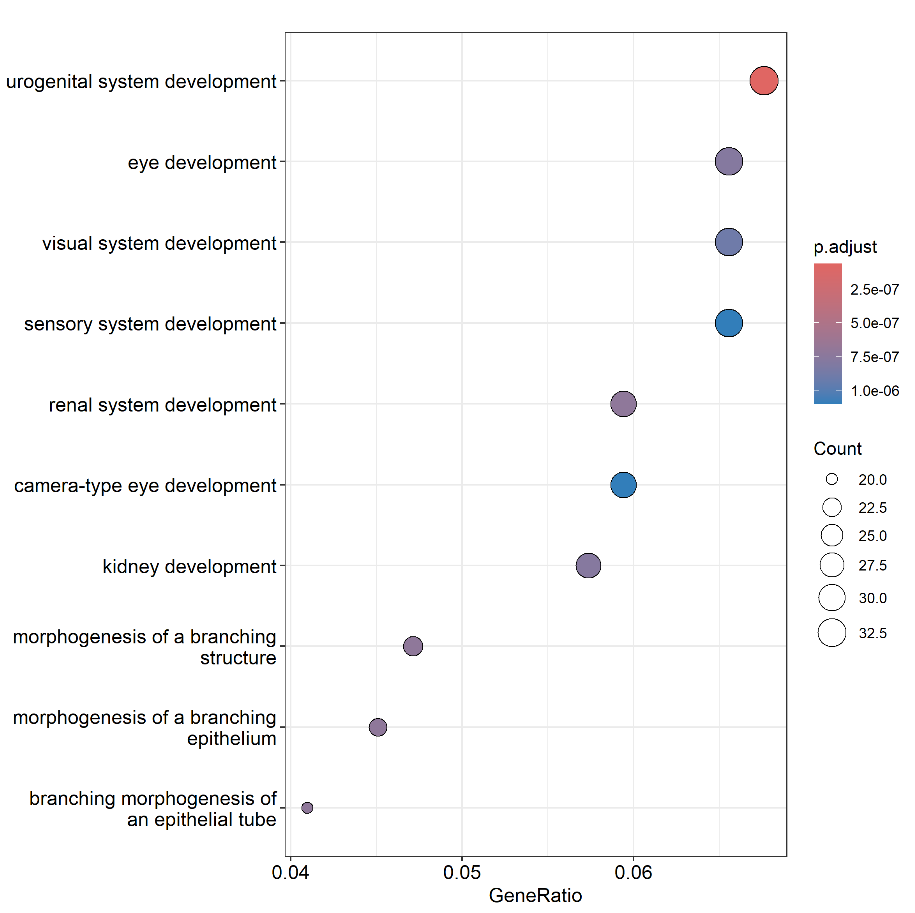 urogenital system development
eye development
visual system development
sensory system development
renal system development
camera-type eye development
kidney development
morphogenesis of a branching
structure
morphogenesis of a branching
epithelium
branching morphogenesis of
an epithelial tube
0.04
0.05
0.06
GeneRatio
p.adjust
2.5e-07
5.0e-07
7.5e-07
1.0e-06
Count
20.0
22.5
25.0
27.5
30.0
32.5